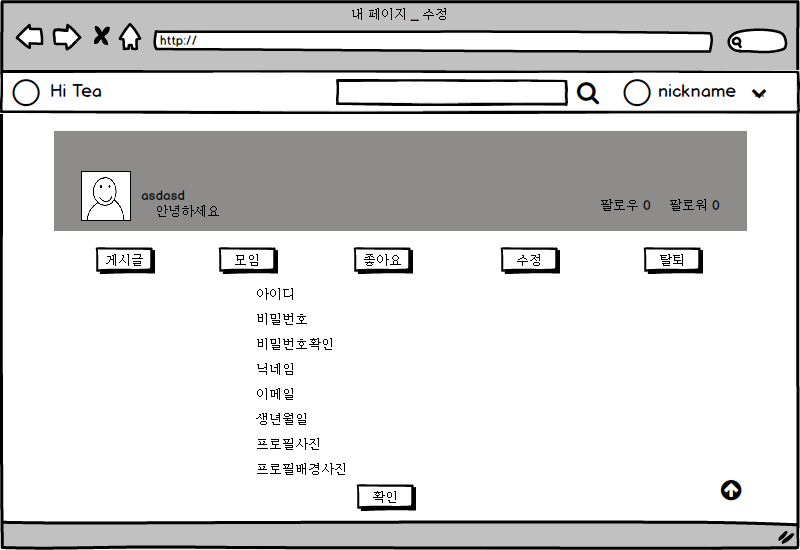 내 페이지 _ 수정
http://
Hi Tea
nickname
asdasd
안녕하세요
팔로우 0 팔로워 0
게시글 모임 좋아요 수정 탈퇴
아이디
비밀번호
비밀번호확인
닉네임
이메일
생년월일
프로필사진
프로필배경사진
확인